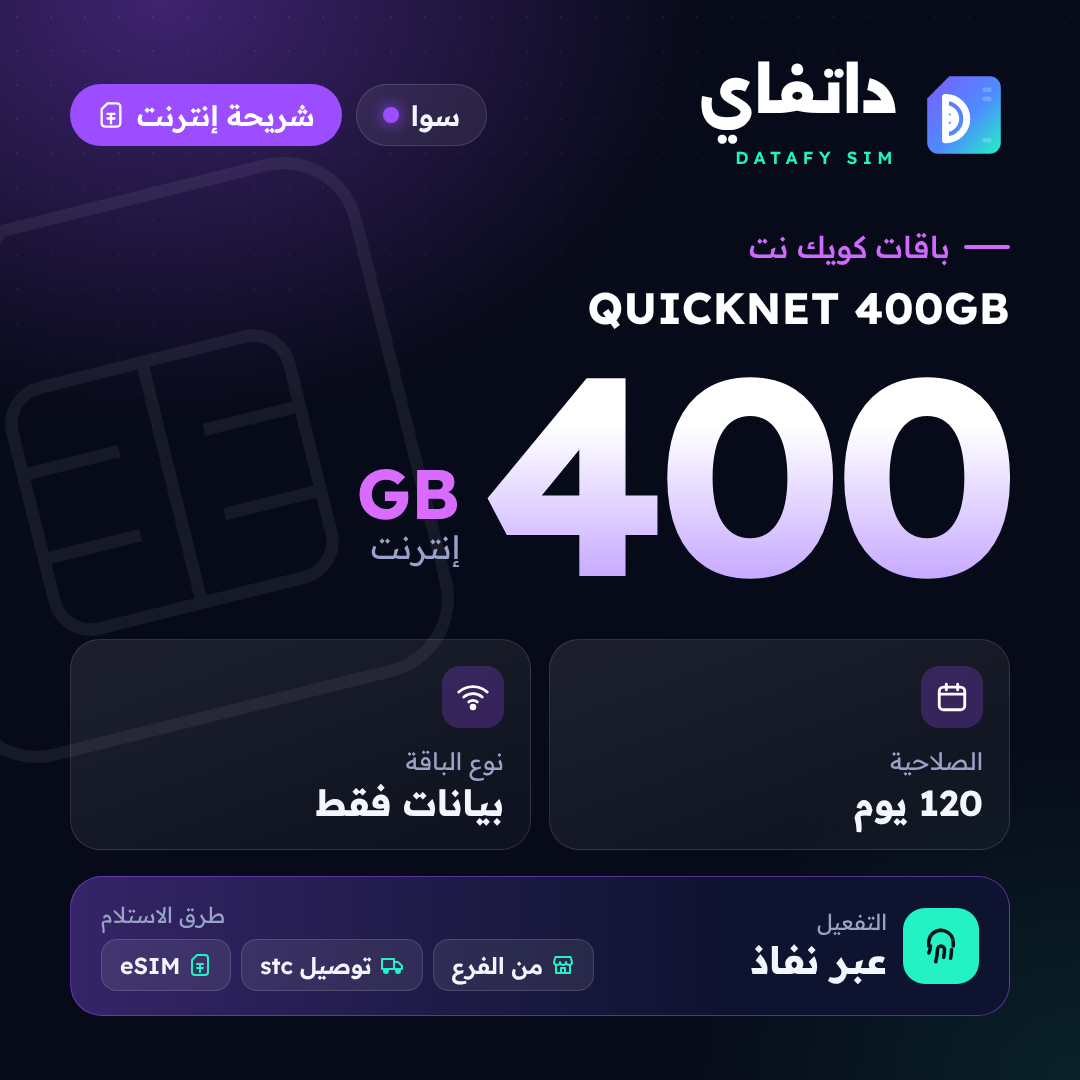 داتفاي
DATAFY SIM
سوا
شريحة إنترنت
باقات كويك نت
QUICKNET 400GB
400
GB
إنترنت
الصلاحية
120 يوم
نوع الباقة
بيانات فقط
التفعيل
عبر نفاذ
طرق الاستلام
من الفرع
توصيل stc
eSIM